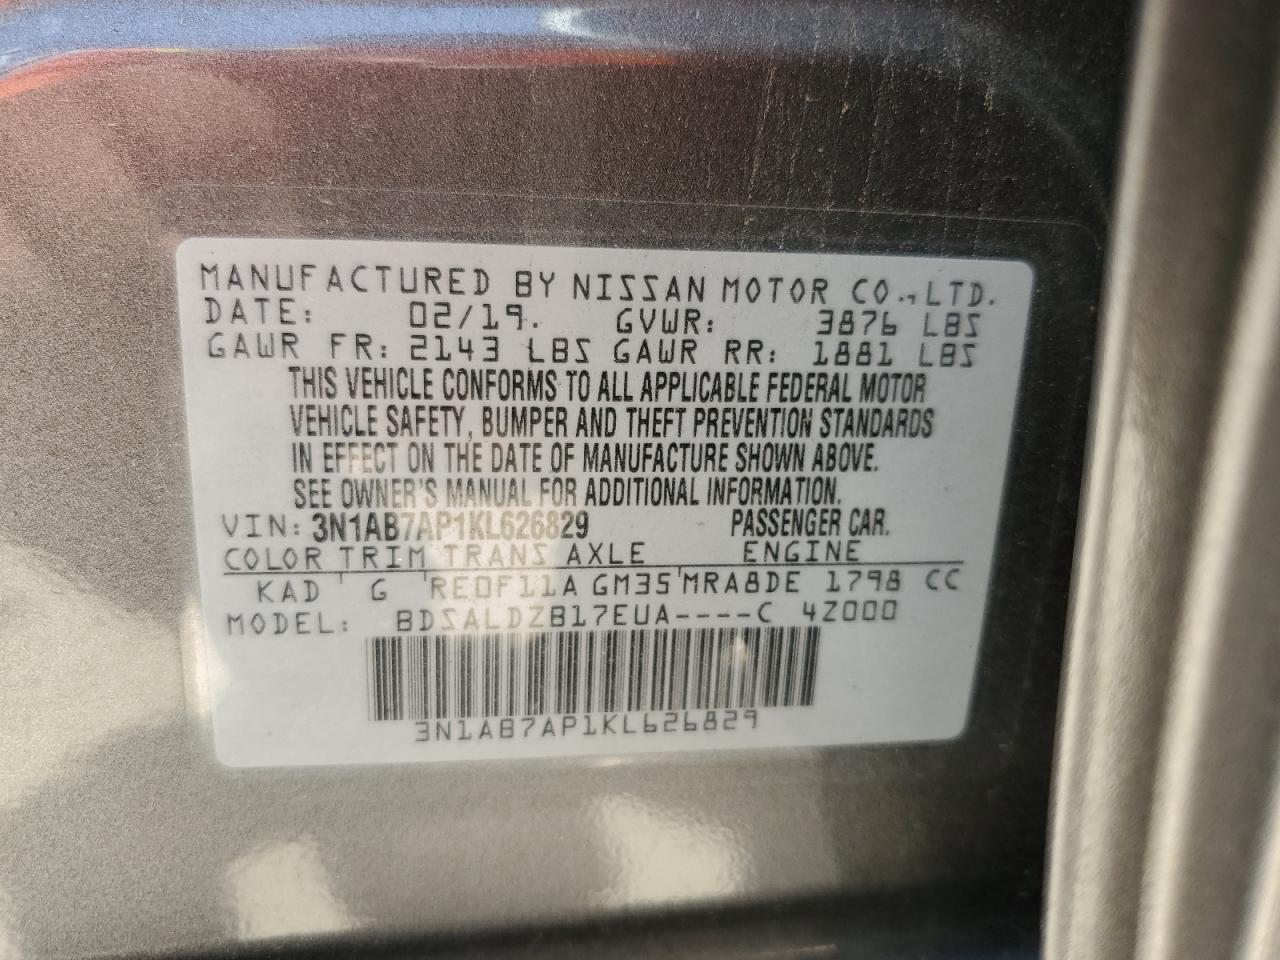 MANUFACTURED BY NISSAN MOTOR CO., LTD.
DATE: 02/19. GVWR: 3876 LBS
GAWR FR: 2143 LBS GAWR RR: 1881 LBS
THIS VEHICLE CONFORMS TO ALL APPLICABLE FEDERAL MOTOR
VEHICLE SAFETY, BUMPER AND THEFT PREVENTION STANDARDS
IN EFFECT ON THE DATE OF MANUFACTURE SHOWN ABOVE.
SEE OWNER'S MANUAL FOR ADDITIONAL INFORMATION.
VIN: 3N1AB7AP1KL626829 PASSENGER CAR.
COLOR TRIM TRANS AXLE ENGINE
KAD ' G ' RE0F11A GM35 ' MRA8DE 1798 CC
MODEL: BDSALDZB17EUA----C 4Z000
3N1AB7AP1KL626829